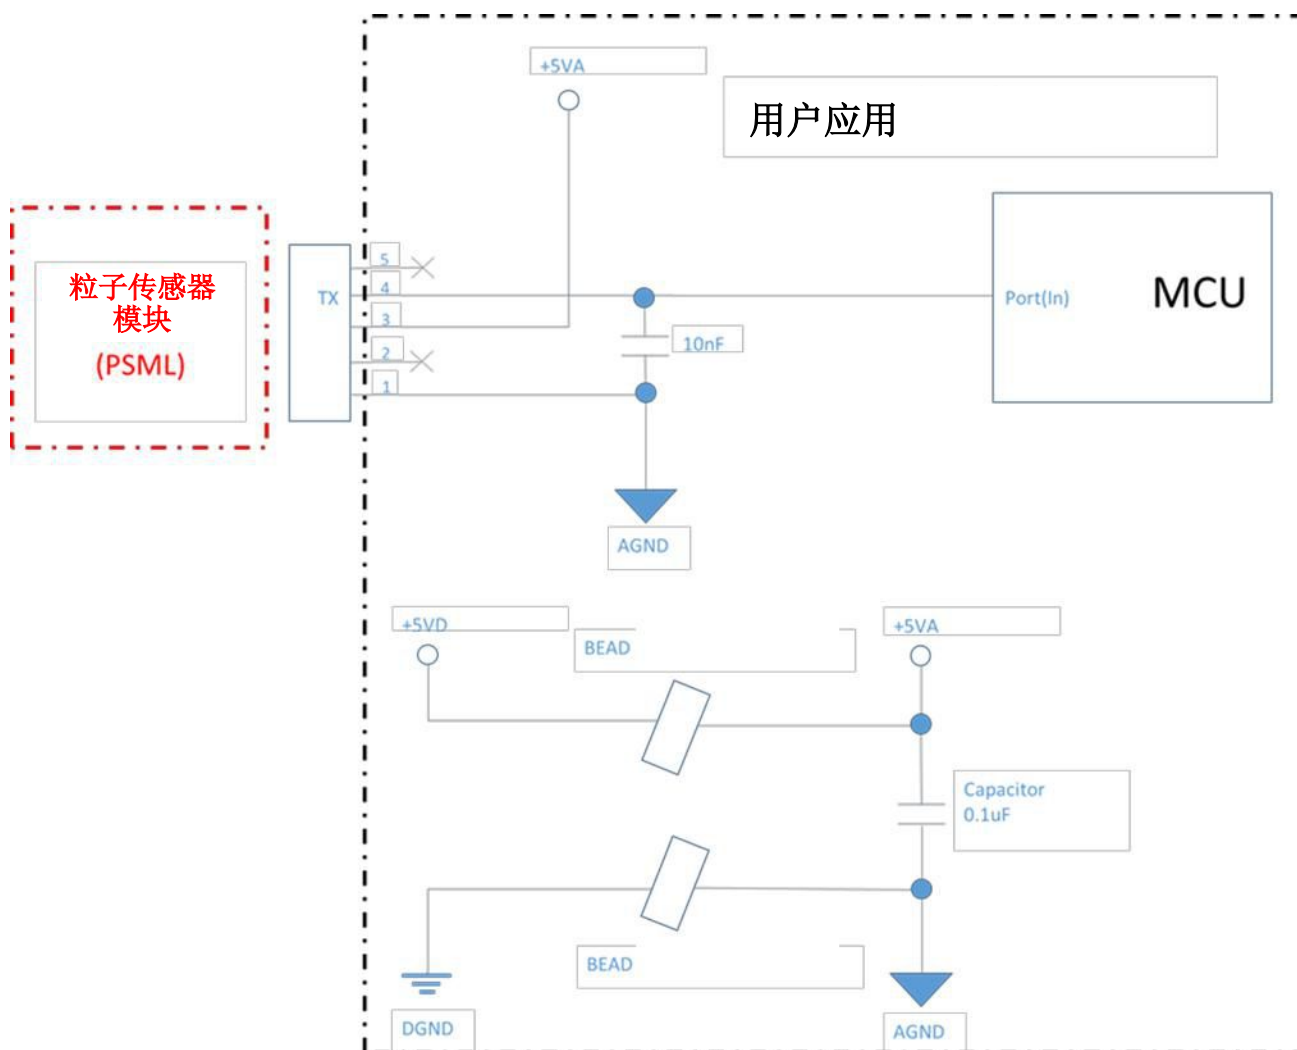 +5VA
用户应用
粒子传感器
模块
(PSML)
TX
5
4
3
2
1
10nF
Port(In)
MCU
AGND
+5VD
BEAD
+5VA
Capacitor
0.1uF
BEAD
DGND
AGND